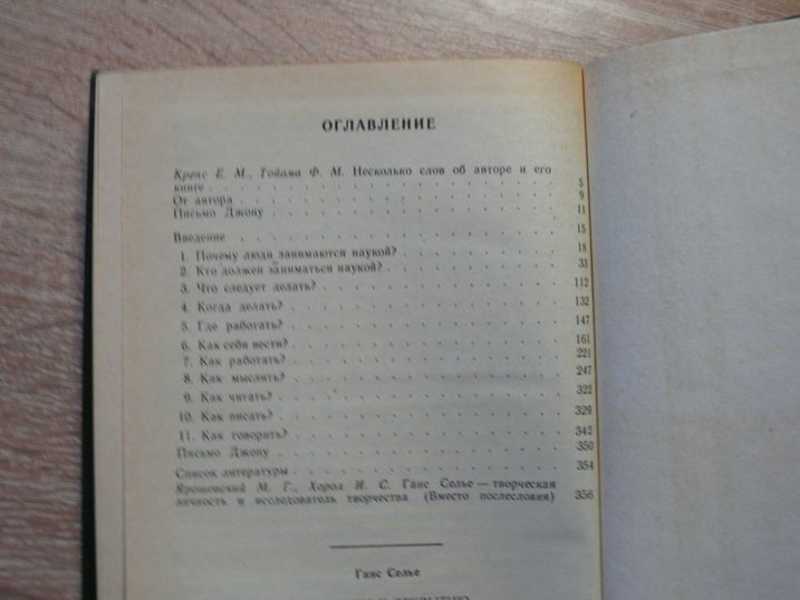 ОГЛАВЛЕНИЕ
Крепс Е. М., Тойама Ф. М. Несколько слов об авторе и его
книге . . . . . . . . . . . . . . . . . 5
От автора . . . . . . . . . . . . . . . . 9
Письмо Джону . . . . . . . . . . . . . . 11
Введение . . . . . . . . . . . . . . . . 15
1. Почему люди занимаются наукой? . . . . . . . 18
2. Кто должен заниматься наукой? . . . . . . . . 33
3. Что следует делать? . . . . . . . . . . . . 112
4. Когда делать? . . . . . . . . . . . . . 132
5. Где работать? . . . . . . . . . . . . . 147
6. Как себя вести? . . . . . . . . . . . . . 161
7. Как работать? . . . . . . . . . . . . . 221
8. Как мыслить? . . . . . . . . . . . . . 247
9. Как читать? . . . . . . . . . . . . . . 322
10. Как писать? . . . . . . . . . . . . . . 329
11. Как говорить? . . . . . . . . . . . . . 342
Письмо Джону . . . . . . . . . . . . . . 350
Список литературы . . . . . . . . . . . . . 354
Ярошевский М. Г., Хорол И. С. Ганс Селье — творческая
личность и исследователь творчества (Вместо послесловия) 356
Ганс Селье